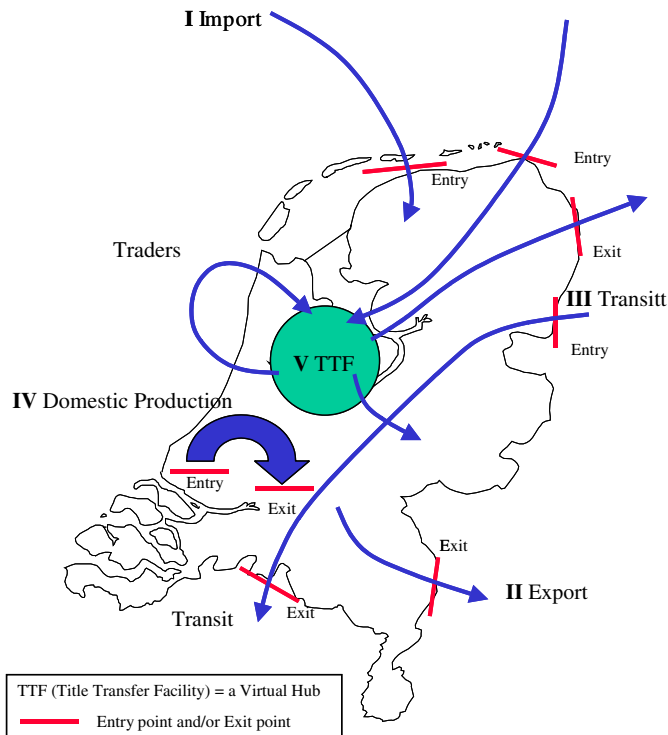 I Import
Entry
Entry
Traders
Exit
III Transitt
Entry
V TTF
IV Domestic Production
Entry
Exit
Exit
II Export
Transit
Exit
TTF (Title Transfer Facility) = a Virtual Hub
Entry point and/or Exit point